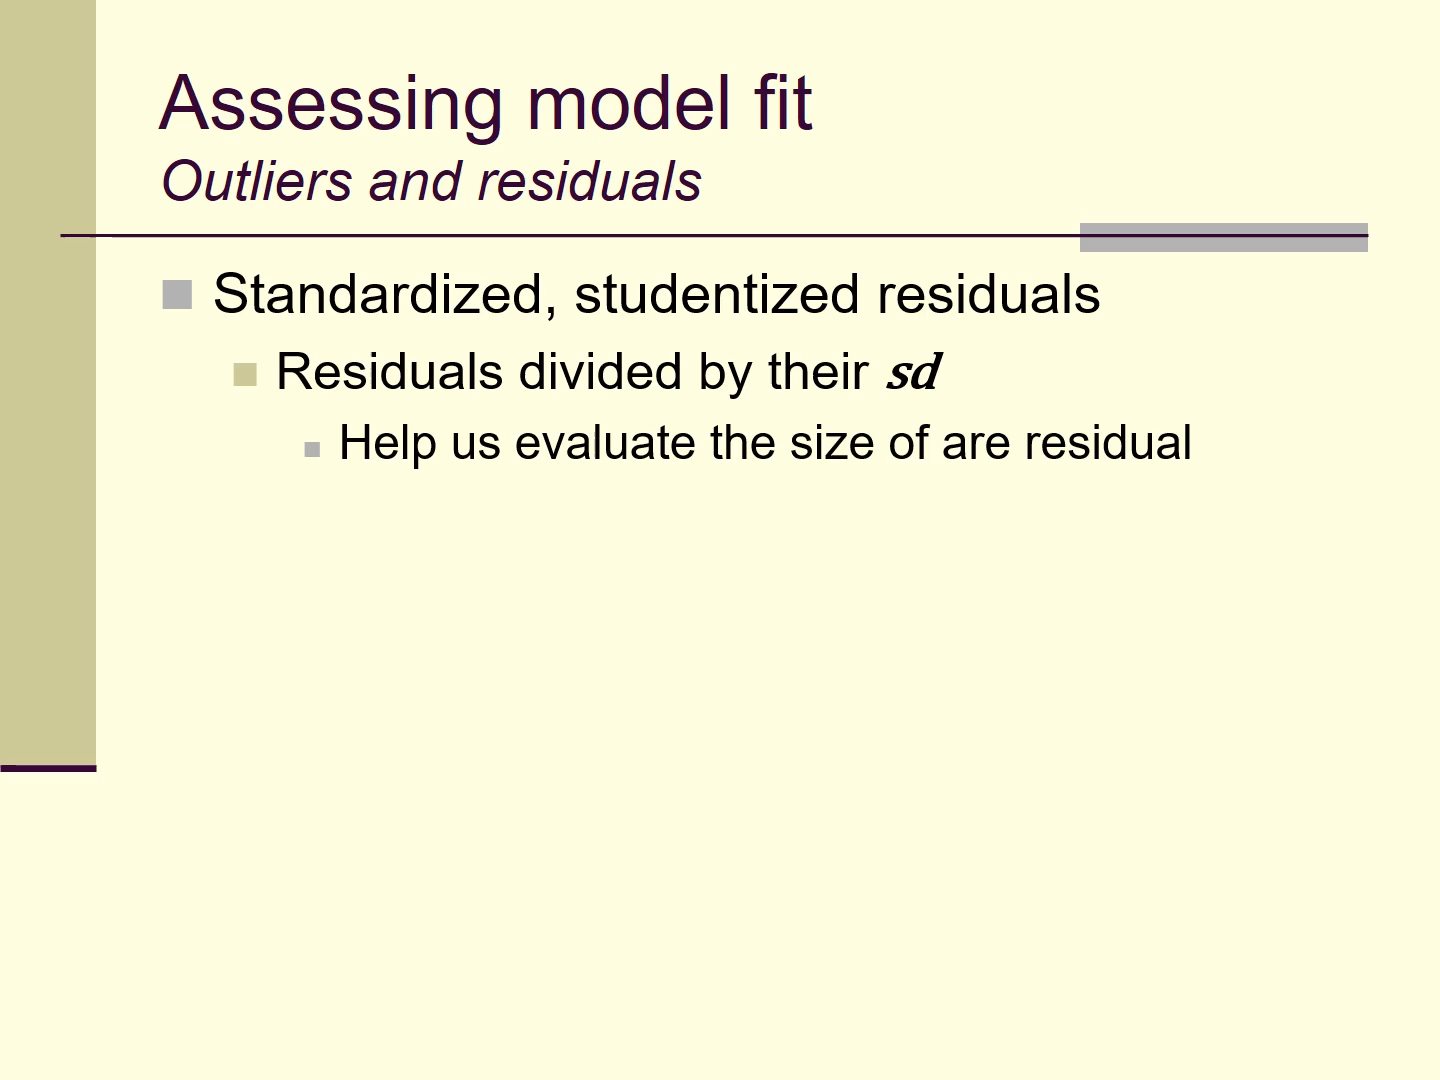 Assessing model fit
Outliers and residuals
Standardized, studentized residuals
Residuals divided by their sd
Help us evaluate the size of are residual